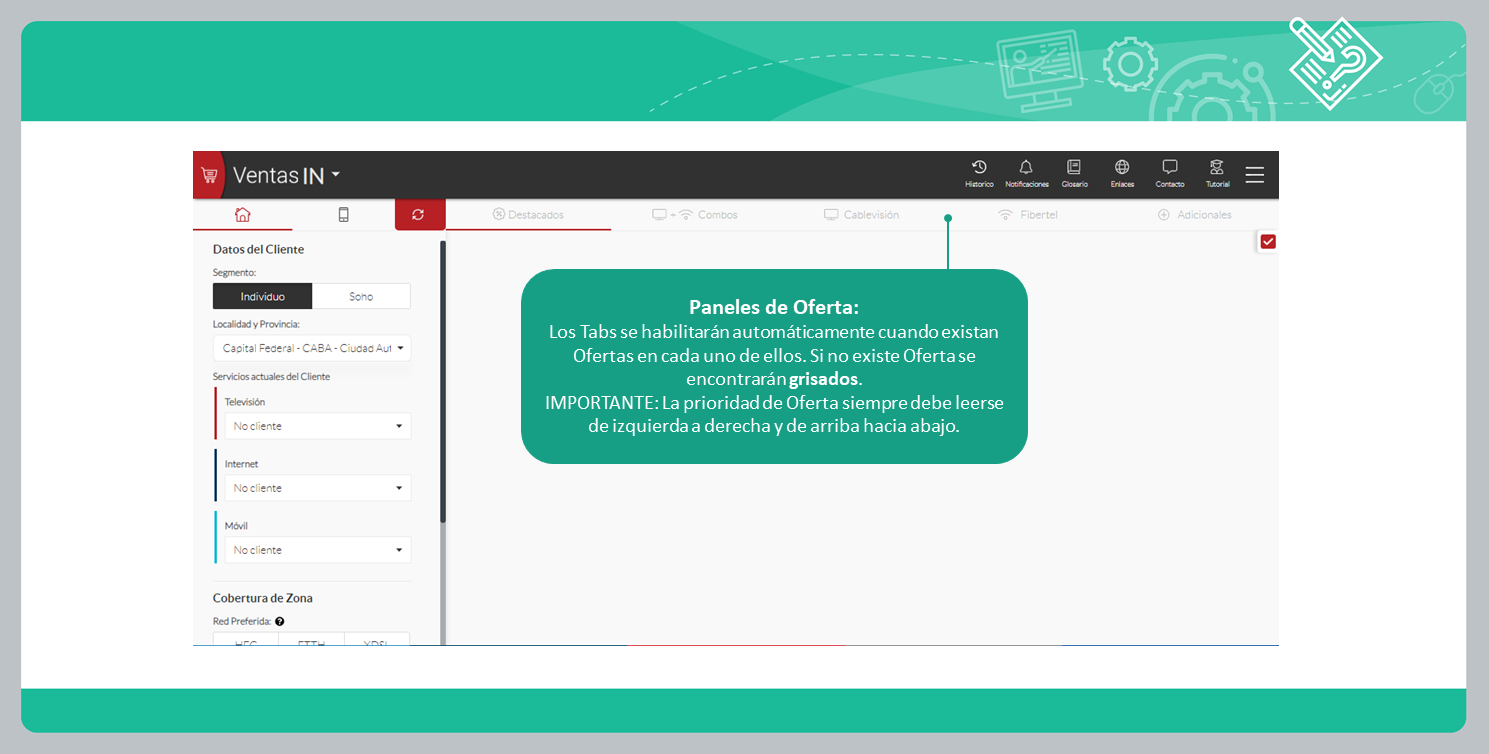 Ventas IN
Historico
Notificaciones
Glosario
Enlaces
Contacto
Tutorial
Destacados
Combos
Cablevisión
Fibertel
Adicionales
Datos del Cliente
Segmento:
Individuo
Soho
Localidad y Provincia:
Capital Federal - CABA - Ciudad Aut
Servicios actuales del Cliente
Televisión
No cliente
Internet
No cliente
Móvil
No cliente
Cobertura de Zona
Red Preferida:
HFC
FTTH
XDSL
Paneles de Oferta:
Los Tabs se habilitarán automáticamente cuando existan
Ofertas en cada uno de ellos. Si no existe Oferta se
encontrarán grisados.
IMPORTANTE: La prioridad de Oferta siempre debe leerse
de izquierda a derecha y de arriba hacia abajo.